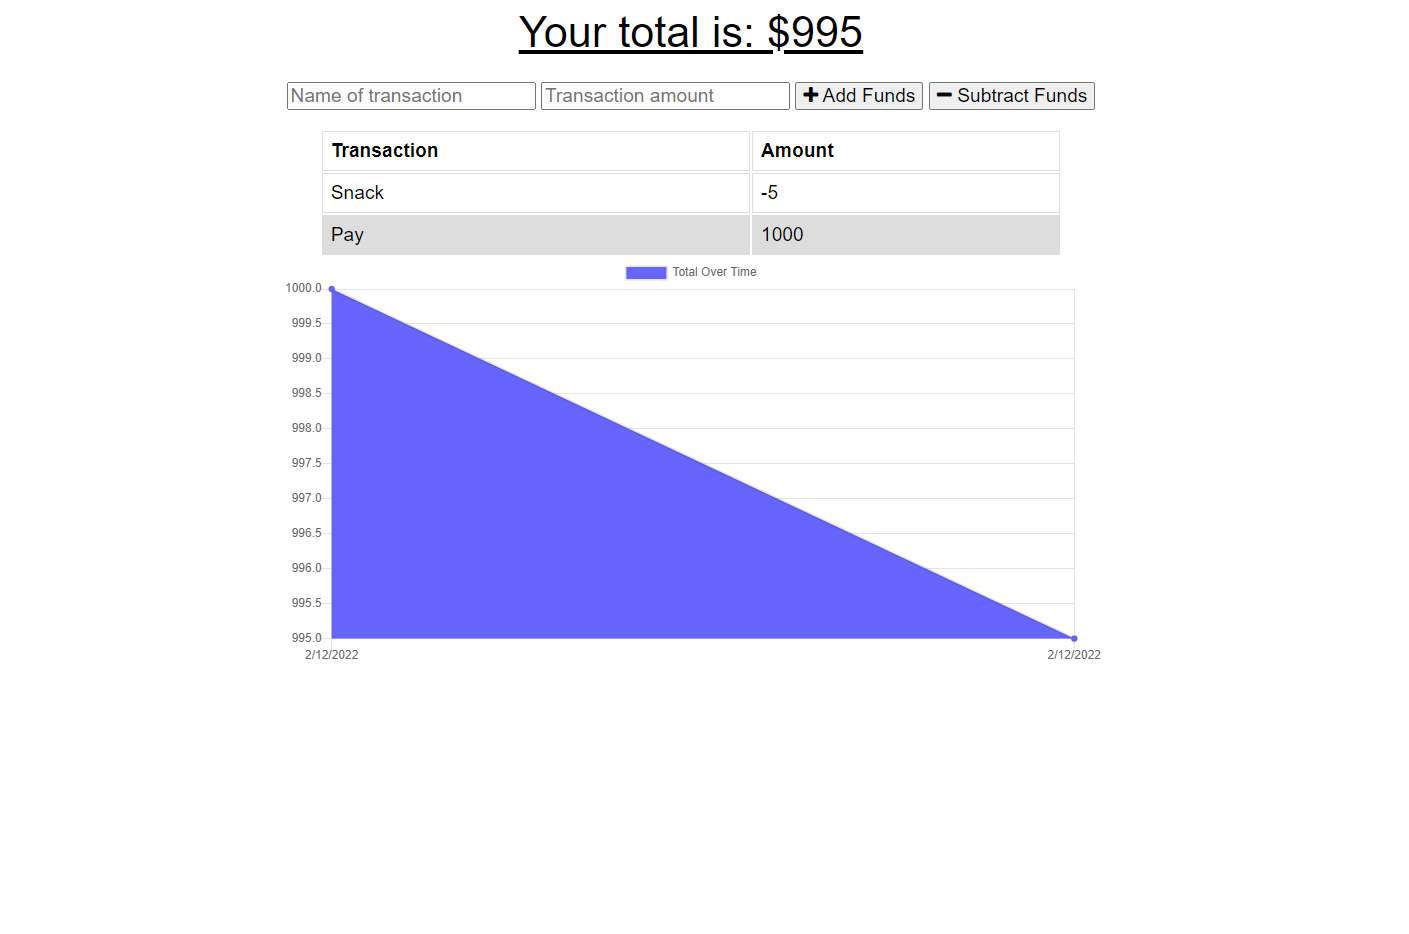 Your total is: $995
Name of transaction Transaction amount Add Funds Subtract Funds
Transaction Amount
Snack -5
Pay 1000
Total Over Time
1000.0
999.5
999.0
998.5
998.0
997.5
997.0
996.5
996.0
995.5
995.0
2/12/2022 2/12/2022